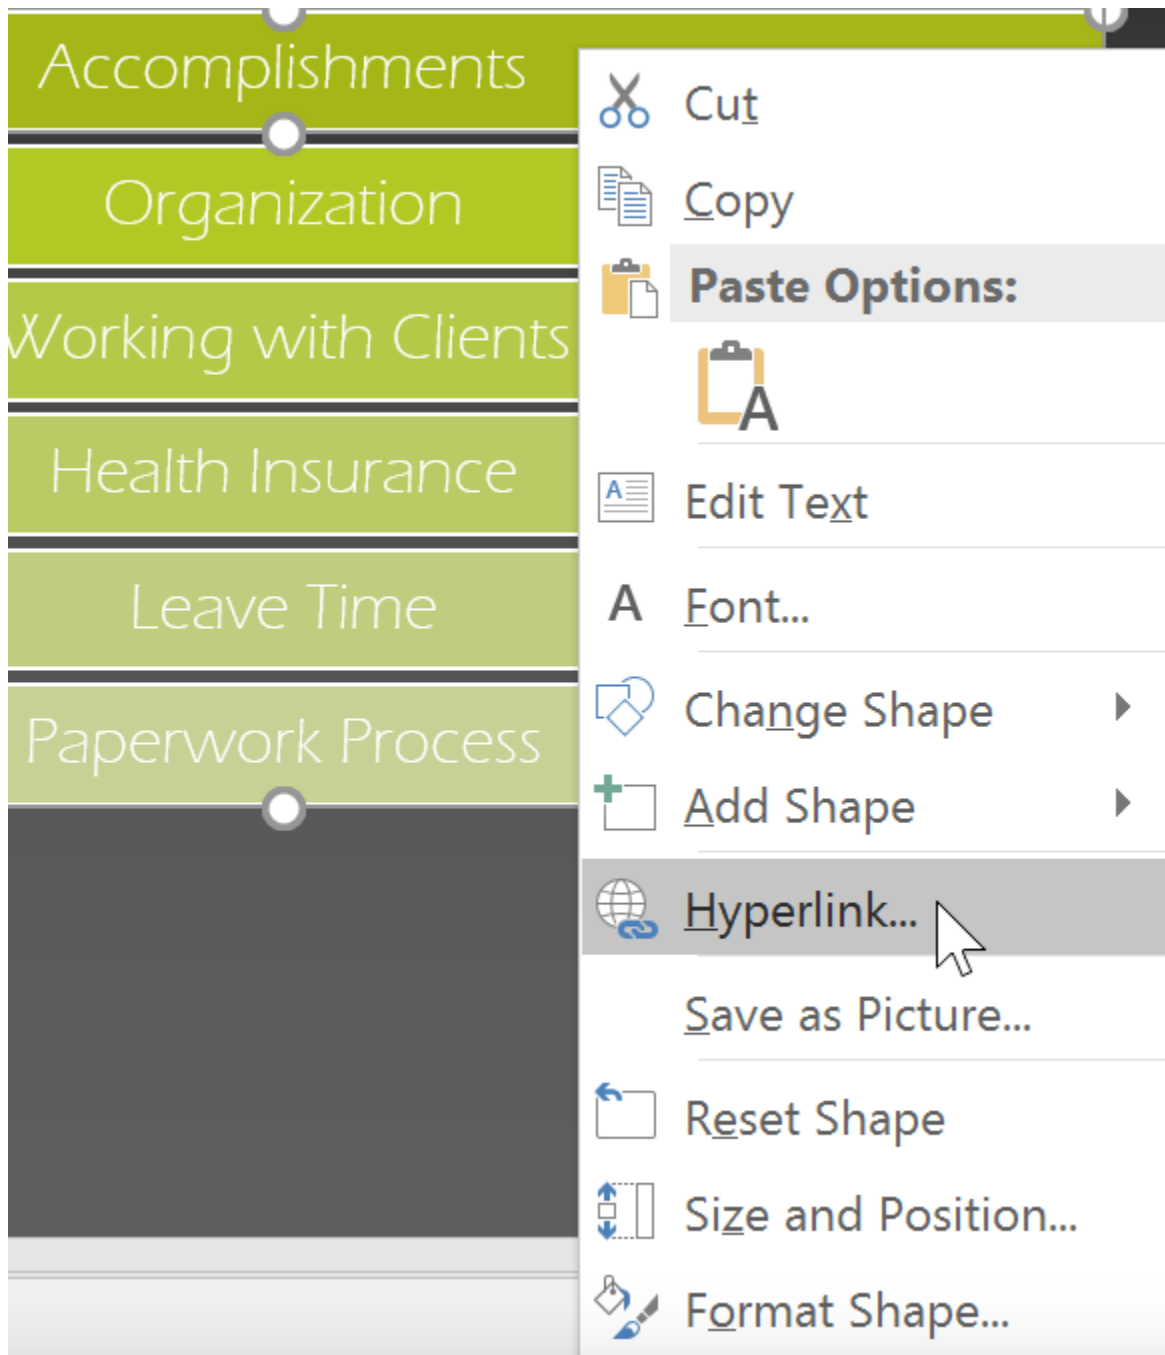 Accomplishments
Organization
Working with Clients
Health Insurance
Leave Time
Paperwork Process
Cut
Copy
Paste Options:
A
A
Edit Text
A
Font...
Change Shape
Add Shape
Hyperlink...
Save as Picture...
Reset Shape
Size and Position...
Format Shape...